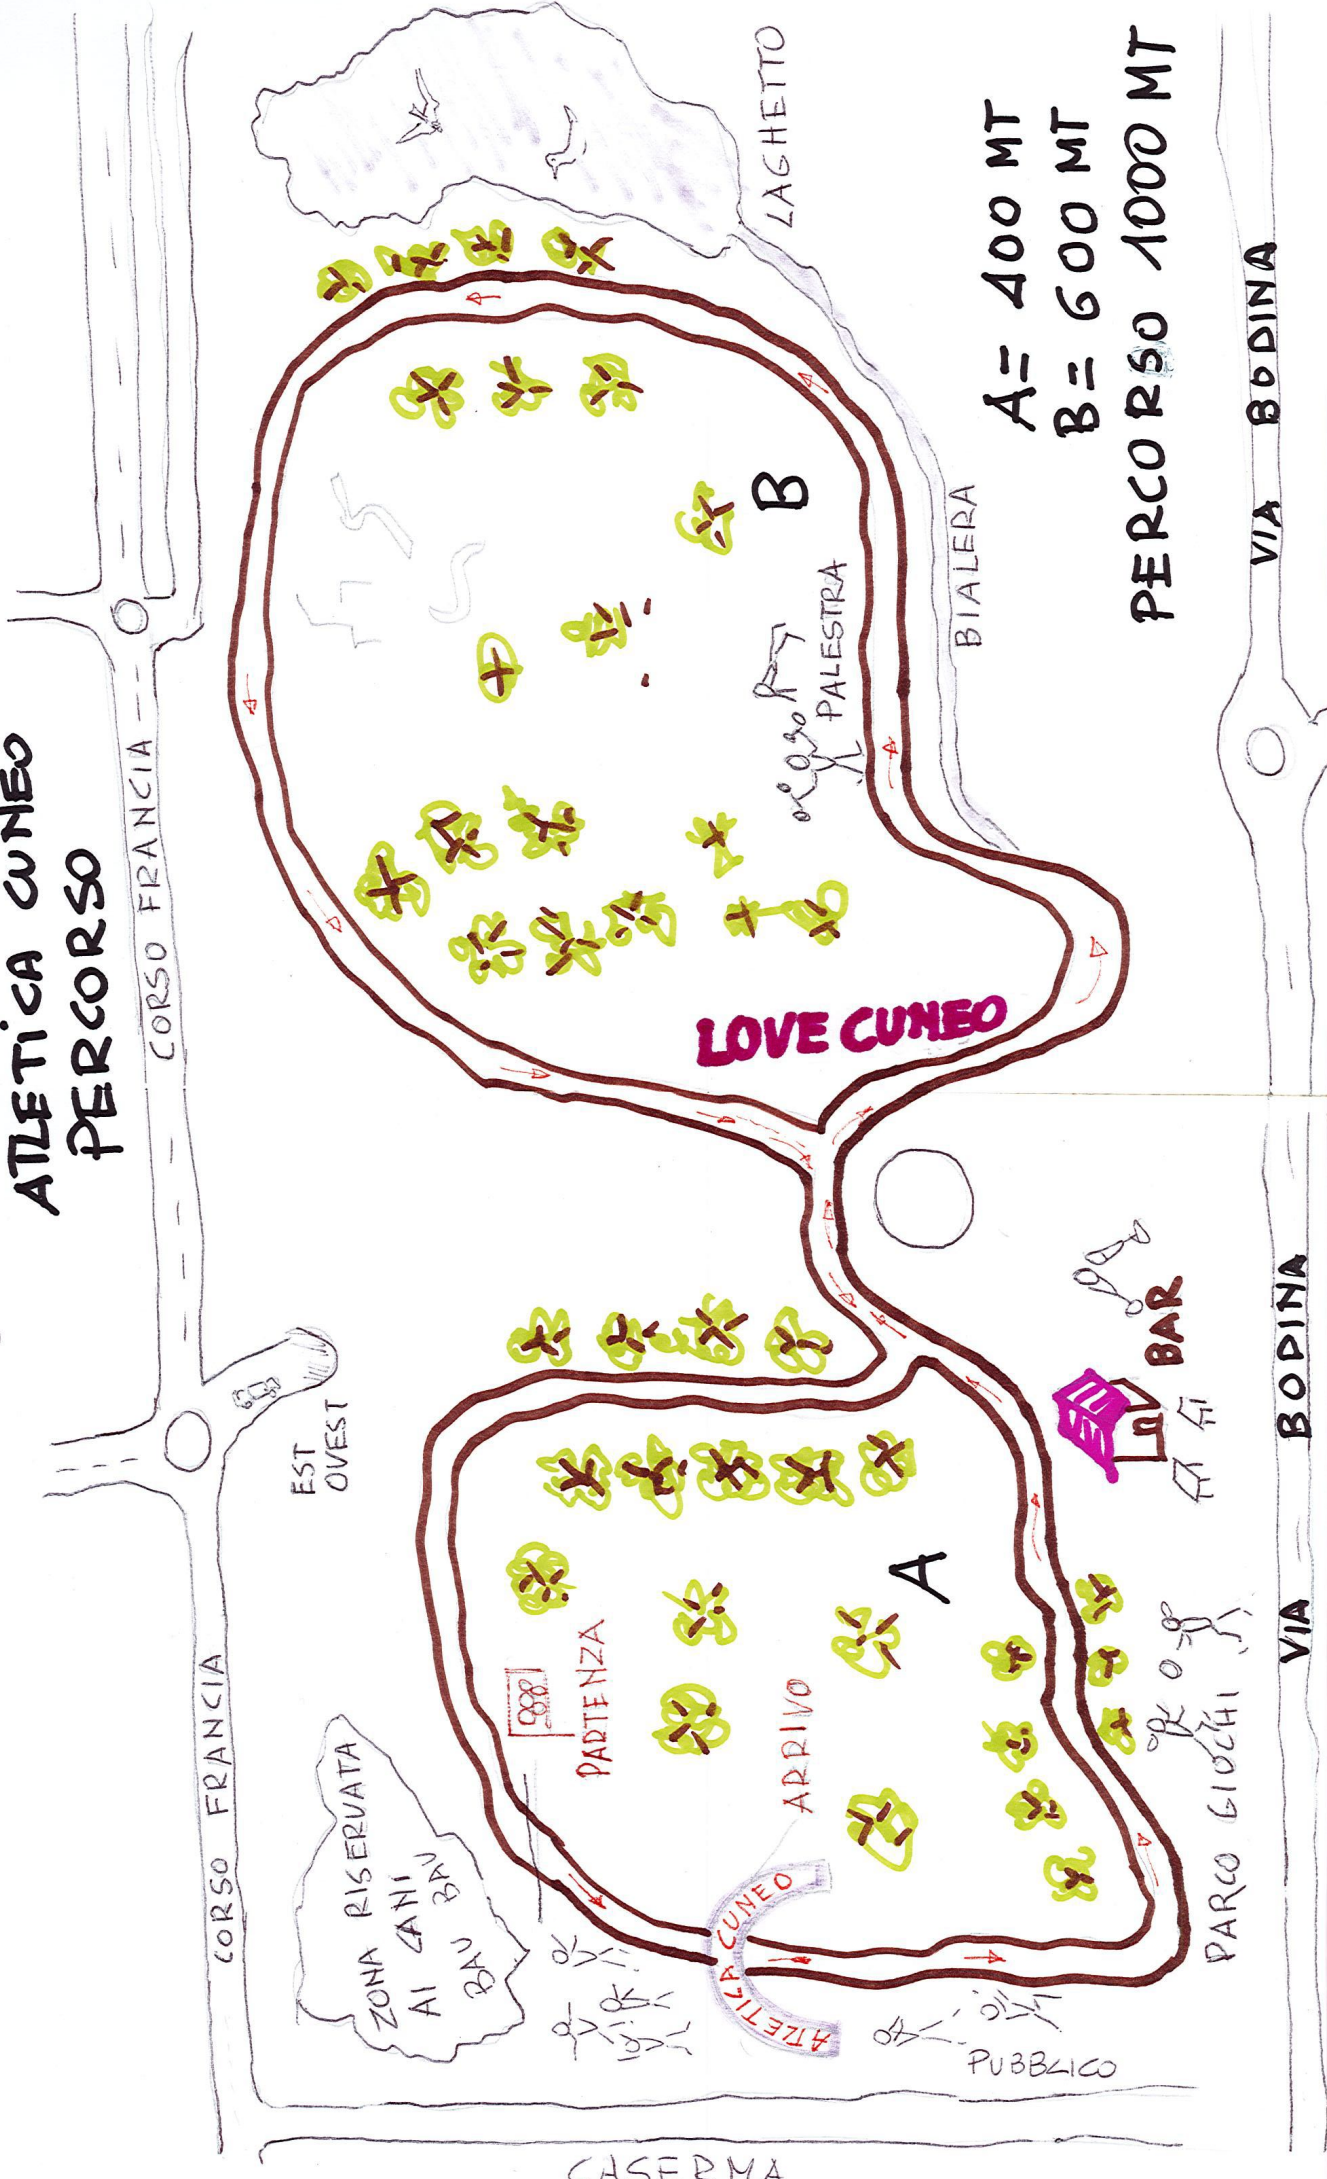 ATLETICA CUNEO
PERCORSO
CORSO FRANCIA
CORSO FRANCIA
EST
OVEST
ZONA RISERVATA
AI CANI
BAU BAU
BAU
PARTENZA
ARRIVO
ATLETICA CUNEO
PUBBLICO
CASERMA
A
LOVE CUNEO
B
PALESTRA
BIALERA
LAGHETTO
BAR
PARCO GIOCHI
A= 400 MT
B= 600 MT
PERCORSO 1000 MT
VIA BODINA
VIA BODINA